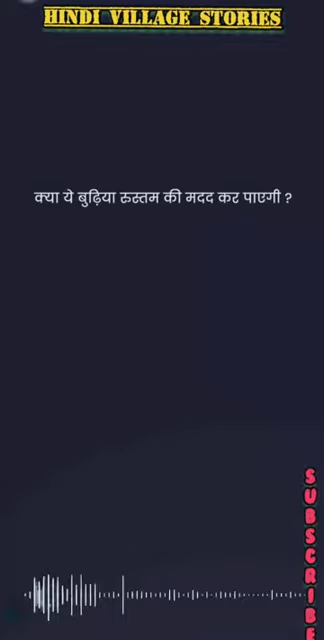 HINDI VILLAGE STORIES
क्या ये बुढ़िया रुस्तम की मदद कर पाएगी ?
SUBSCRIBE